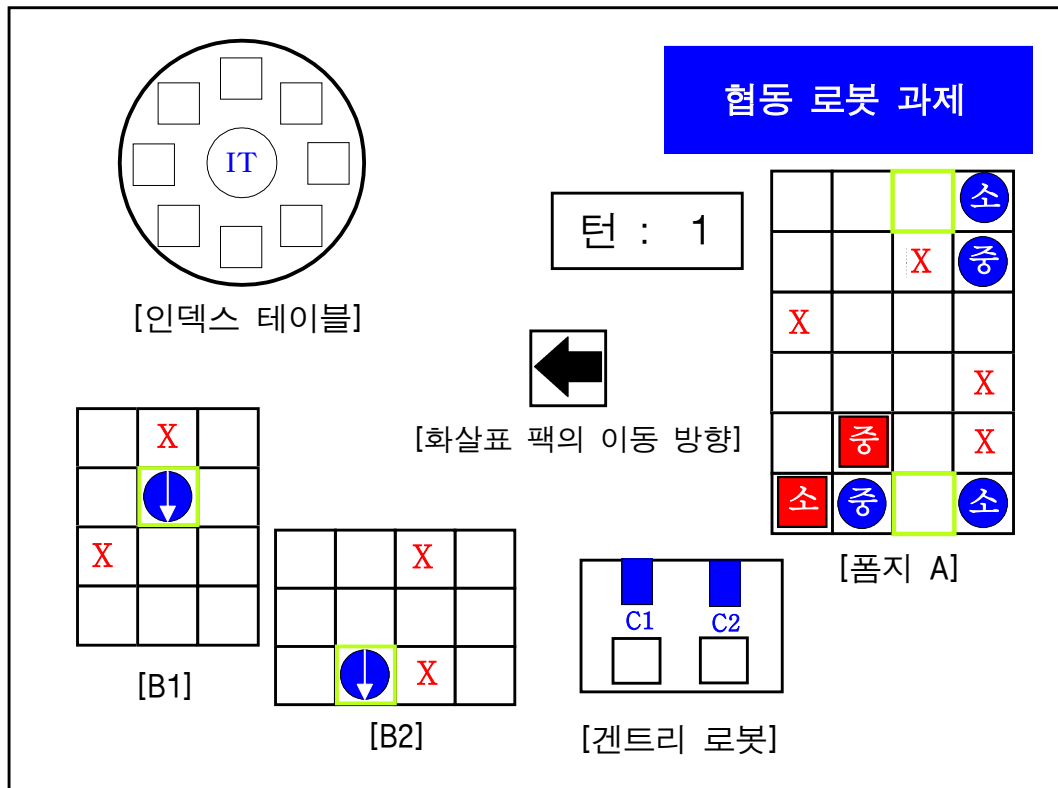 협동 로봇 과제
IT
[인덱스 테이블]
턴 : 1
소
X 중
X
X
중 X
소 중 소
[폼지 A]
[화살표 팩의 이동 방향]
X
X
[B1]
X
X
[B2]
C1 C2
[겐트리 로봇]